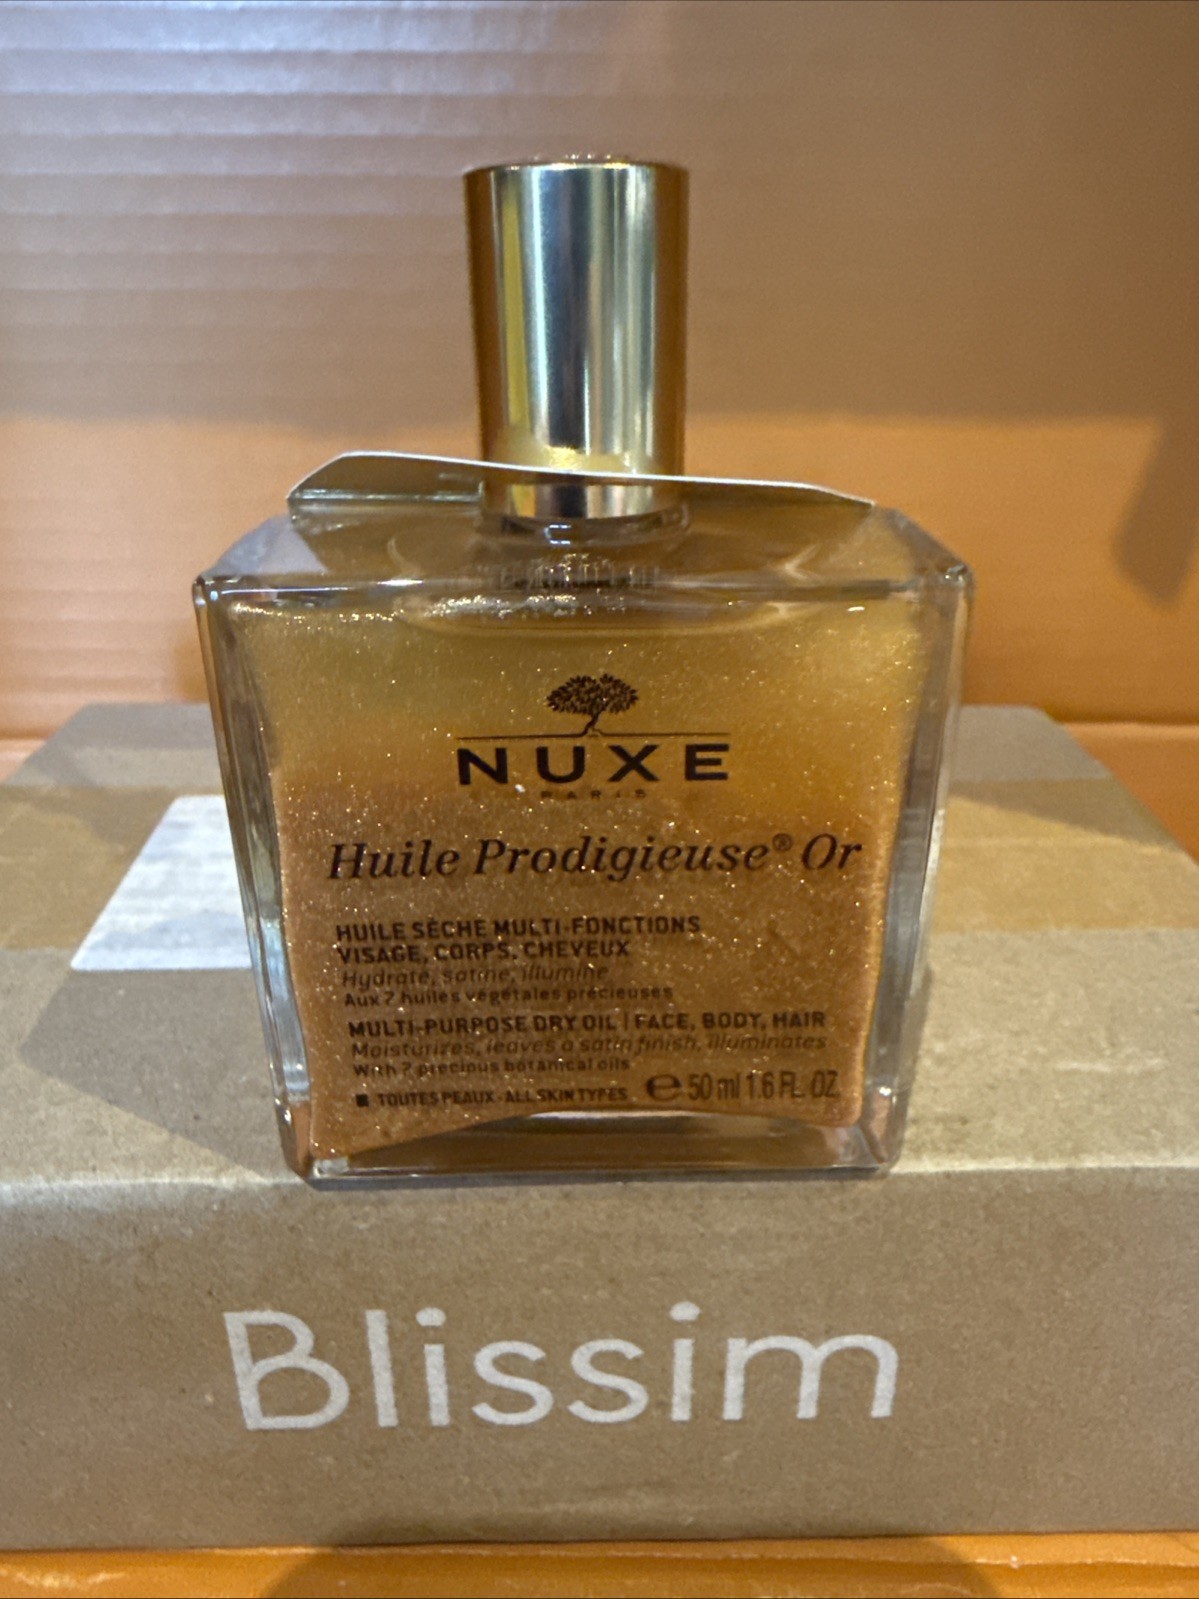 NUXE
PARIS
Huile Prodigieuse® Or
HUILE SÈCHE MULTI-FONCTIONS
VISAGE, CORPS, CHEVEUX
Hydrate, satine, illumine
Aux 7 huiles végétales précieuses
MULTI-PURPOSE DRY OIL | FACE, BODY, HAIR
Moisturizes, leaves a satin finish, illuminates
With 7 precious botanical oils
TOUTES PEAUX - ALL SKIN TYPES ℮ 50 ml 1.6 FL. OZ.
Blissim